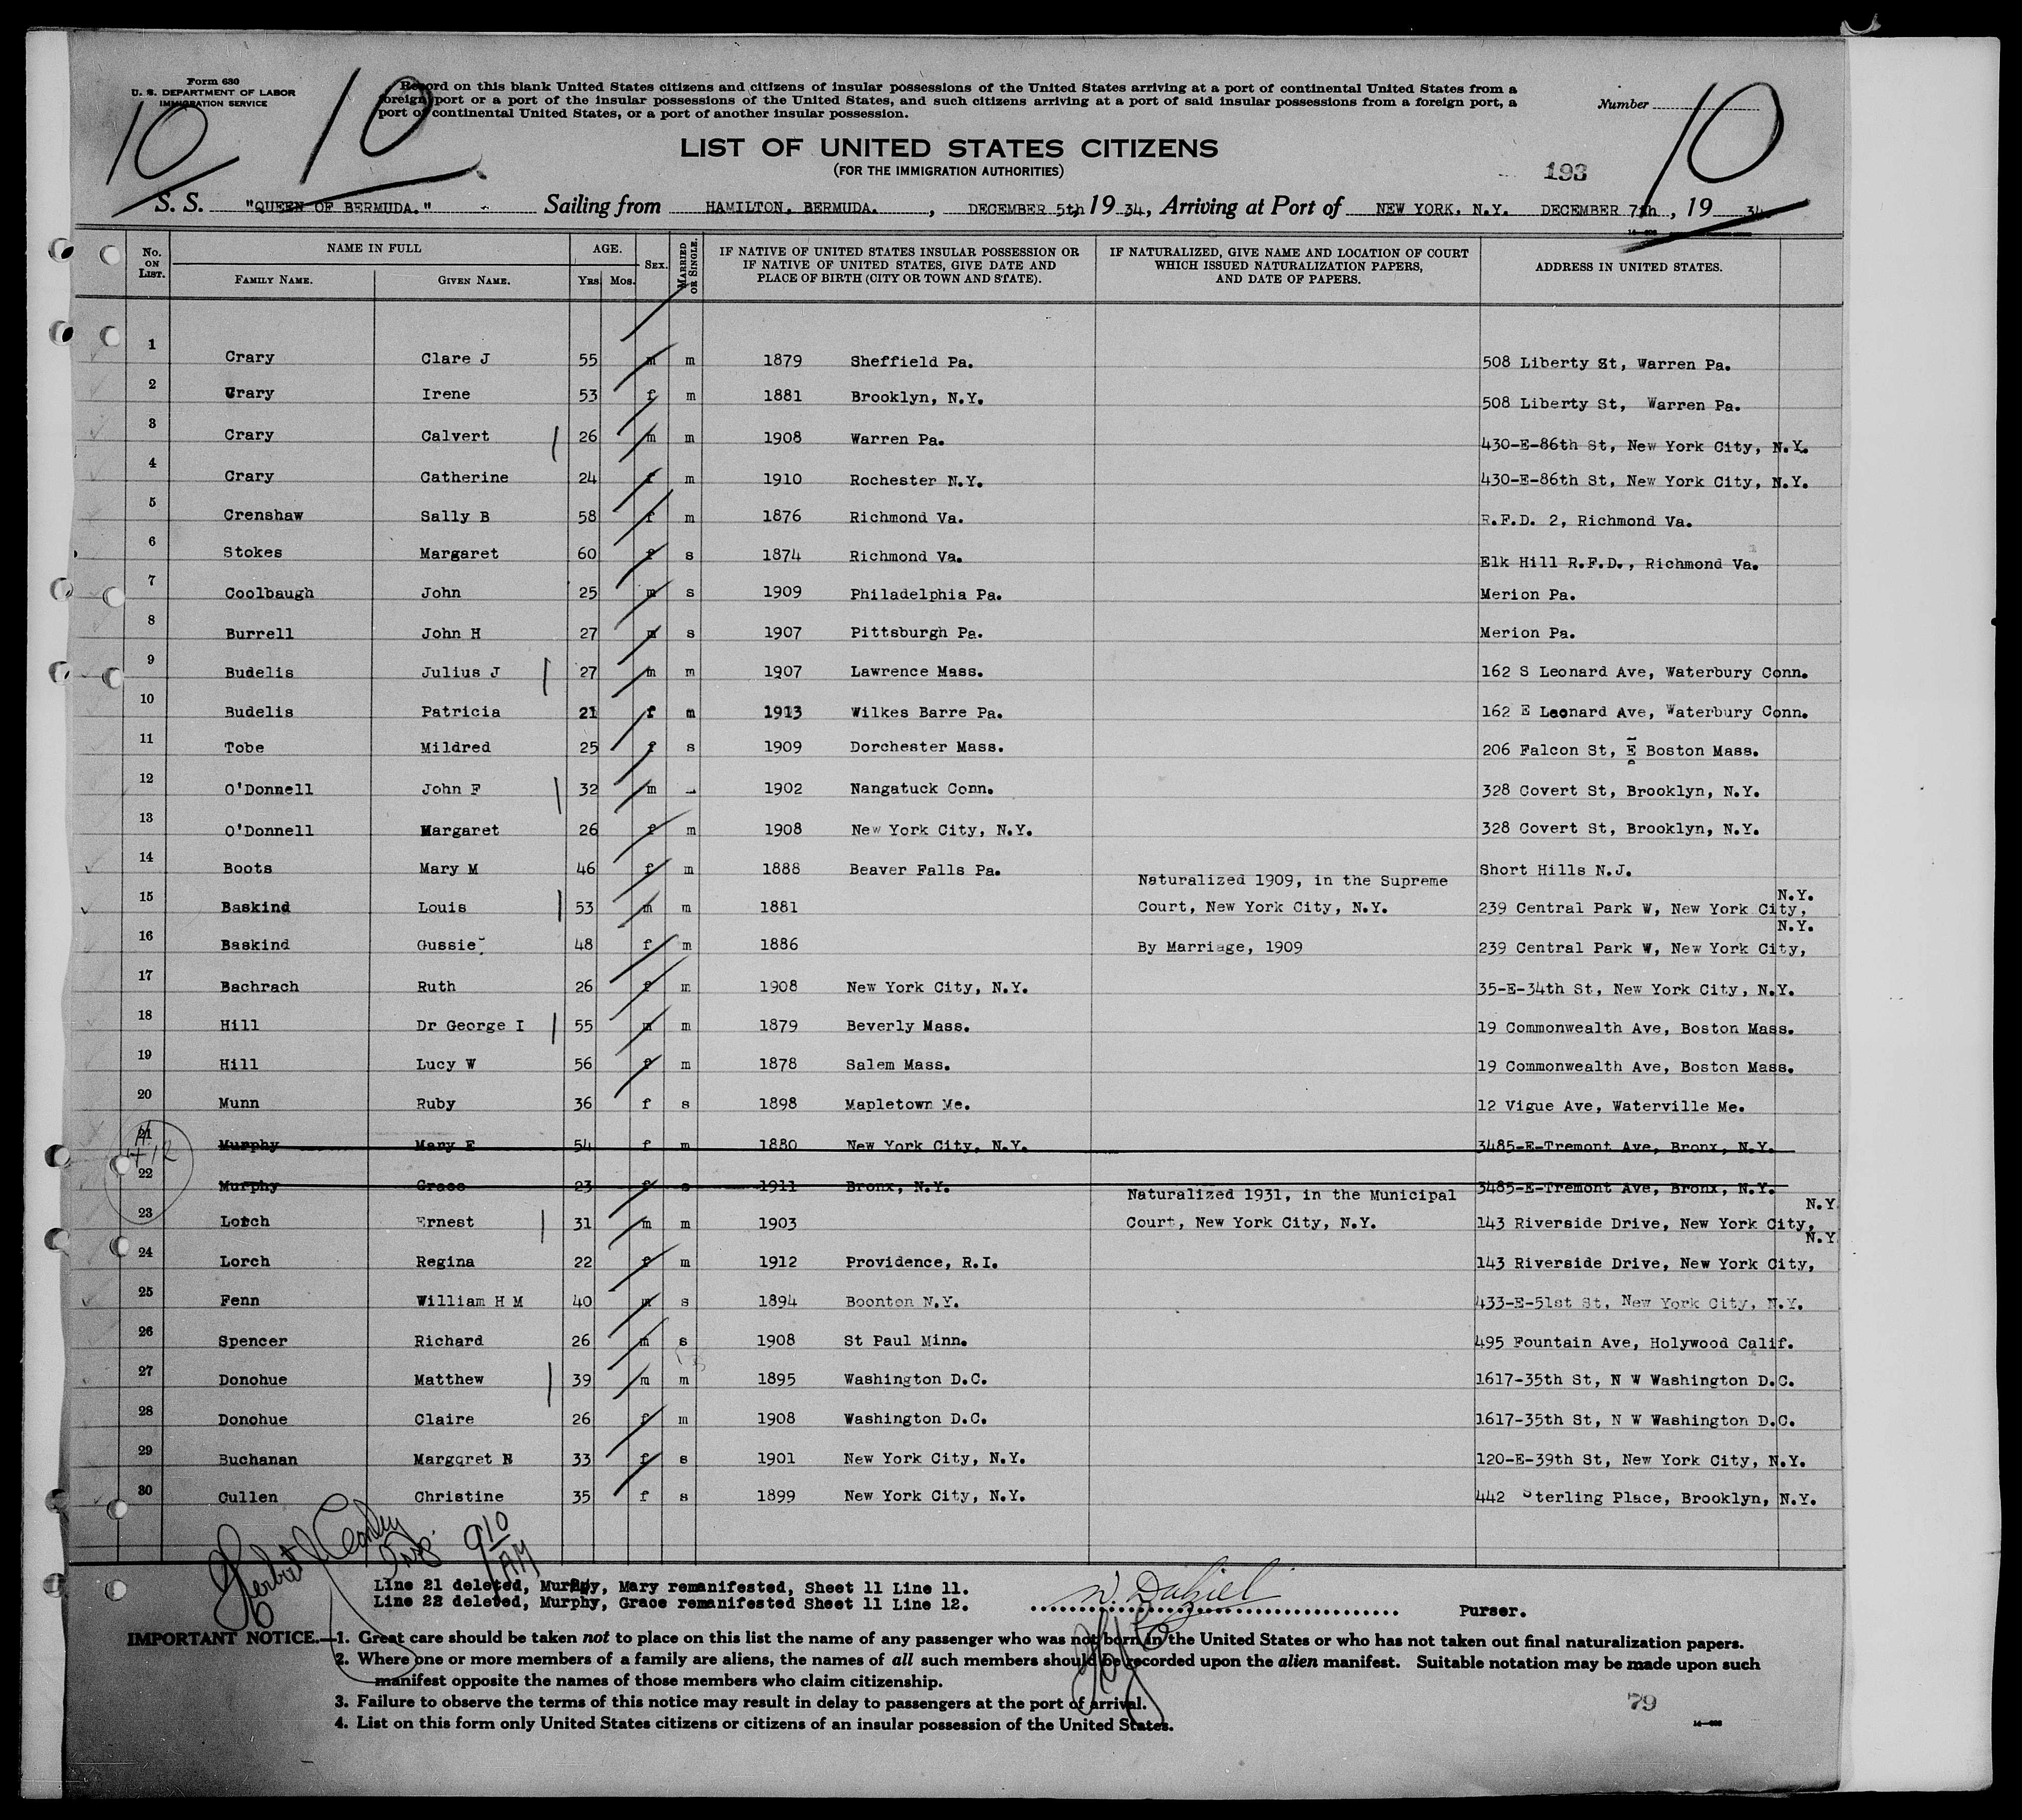 Form 630
U. S. DEPARTMENT OF LABOR
IMMIGRATION SERVICE
10
10
Record on this blank United States citizens and citizens of insular possessions of the United States arriving at a port of continental United States from a
foreign port or a port of the insular possessions of the United States, and such citizens arriving at a port of said insular possessions from a foreign port, a
port of continental United States, or a port of another insular possession.
Number
10
LIST OF UNITED STATES CITIZENS
(FOR THE IMMIGRATION AUTHORITIES)
193
S. S. "QUEEN OF BERMUDA." Sailing from HAMILTON, BERMUDA. , DECEMBER 5th, 19 34, Arriving at Port of NEW YORK, N.Y. DECEMBER 7th , 19 34.
No. ON LIST. NAME IN FULL FAMILY NAME. GIVEN NAME. AGE. YRS. MOS. SEX. MARRIED OR SINGLE. IF NATIVE OF UNITED STATES INSULAR POSSESSION OR IF NATIVE OF UNITED STATES, GIVE DATE AND PLACE OF BIRTH (CITY OR TOWN AND STATE). IF NATURALIZED, GIVE NAME AND LOCATION OF COURT WHICH ISSUED NATURALIZATION PAPERS, AND DATE OF PAPERS. ADDRESS IN UNITED STATES.
1 Crary Clare J 55 m m 1879 Sheffield Pa. 508 Liberty St, Warren Pa.
2 Crary Irene 53 f m 1881 Brooklyn, N.Y. 508 Liberty St, Warren Pa.
3 Crary Calvert 26 m m 1908 Warren Pa. 430-E-86th St, New York City, N.Y.
4 Crary Catherine 24 f m 1910 Rochester N.Y. 430-E-86th St, New York City, N.Y.
5 Crenshaw Sally B 58 f m 1876 Richmond Va. R.F.D. 2, Richmond Va.
6 Stokes Margaret 60 f s 1874 Richmond Va. Elk Hill R.F.D., Richmond Va.
7 Coolbaugh John 25 m s 1909 Philadelphia Pa. Merion Pa.
8 Burrell John H 27 m s 1907 Pittsburgh Pa. Merion Pa.
9 Budelis Julius J 27 m m 1907 Lawrence Mass. 162 S Leonard Ave, Waterbury Conn.
10 Budelis Patricia 21 f m 1913 Wilkes Barre Pa. 162 E Leonard Ave, Waterbury Conn.
11 Tobe Mildred 25 f s 1909 Dorchester Mass. 206 Falcon St, E Boston Mass.
12 O'Donnell John F 32 m 1902 Nangatuck Conn. 328 Covert St, Brooklyn, N.Y.
13 O'Donnell Margaret 26 f m 1908 New York City, N.Y. 328 Covert St, Brooklyn, N.Y.
14 Boots Mary M 46 f m 1888 Beaver Falls Pa. Short Hills N.J.
15 Baskind Louis 53 m m 1881 Naturalized 1909, in the Supreme Court, New York City, N.Y. 239 Central Park W, New York City, N.Y.
16 Baskind Gussie 48 f m 1886 By Marriage, 1909 239 Central Park W, New York City, N.Y.
17 Bachrach Ruth 26 f m 1908 New York City, N.Y. 35-E-34th St, New York City, N.Y.
18 Hill Dr George I 55 m m 1879 Beverly Mass. 19 Commonwealth Ave, Boston Mass.
19 Hill Lucy W 56 f m 1878 Salem Mass. 19 Commonwealth Ave, Boston Mass.
20 Munn Ruby 36 f s 1898 Mapletown Me. 12 Vigue Ave, Waterville Me.
21 Murphy Mary E 54 f m 1880 New York City, N.Y. 3485-E-Tremont Ave, Bronx, N.Y.
22 Murphy Grace 23 f s 1911 Bronx, N.Y. 3485-E-Tremont Ave, Bronx, N.Y.
23 Lorch Ernest 31 m m 1903 Naturalized 1931, in the Municipal Court, New York City, N.Y. 143 Riverside Drive, New York City, N.Y.
24 Lorch Regina 22 f m 1912 Providence, R.I. 143 Riverside Drive, New York City, N.Y.
25 Fenn William H M 40 m s 1894 Boonton N.Y. 433-E-51st St, New York City, N.Y.
26 Spencer Richard 26 m s 1908 St Paul Minn. 495 Fountain Ave, Holywood Calif.
27 Donohue Matthew 39 m m 1895 Washington D.C. 1617-35th St, N W Washington D.C.
28 Donohue Claire 26 f m 1908 Washington D.C. 1617-35th St, N W Washington D.C.
29 Buchanan Margqret E 33 f s 1901 New York City, N.Y. 120-E-39th St, New York City, N.Y.
30 Cullen Christine 35 f s 1899 New York City, N.Y. 442 Sterling Place, Brooklyn, N.Y.
9 10 AM
Line 21 deleted, Murphy, Mary remanifested, Sheet 11 Line 11.
Line 22 deleted, Murphy, Grace remanifested Sheet 11 Line 12.
W. Dalziel Purser.
IMPORTANT NOTICE.—1. Great care should be taken not to place on this list the name of any passenger who was not born in the United States or who has not taken out final naturalization papers.
2. Where one or more members of a family are aliens, the names of all such members should be recorded upon the alien manifest. Suitable notation may be made upon such
manifest opposite the names of those members who claim citizenship.
3. Failure to observe the terms of this notice may result in delay to passengers at the port of arrival.
4. List on this form only United States citizens or citizens of an insular possession of the United States.
79